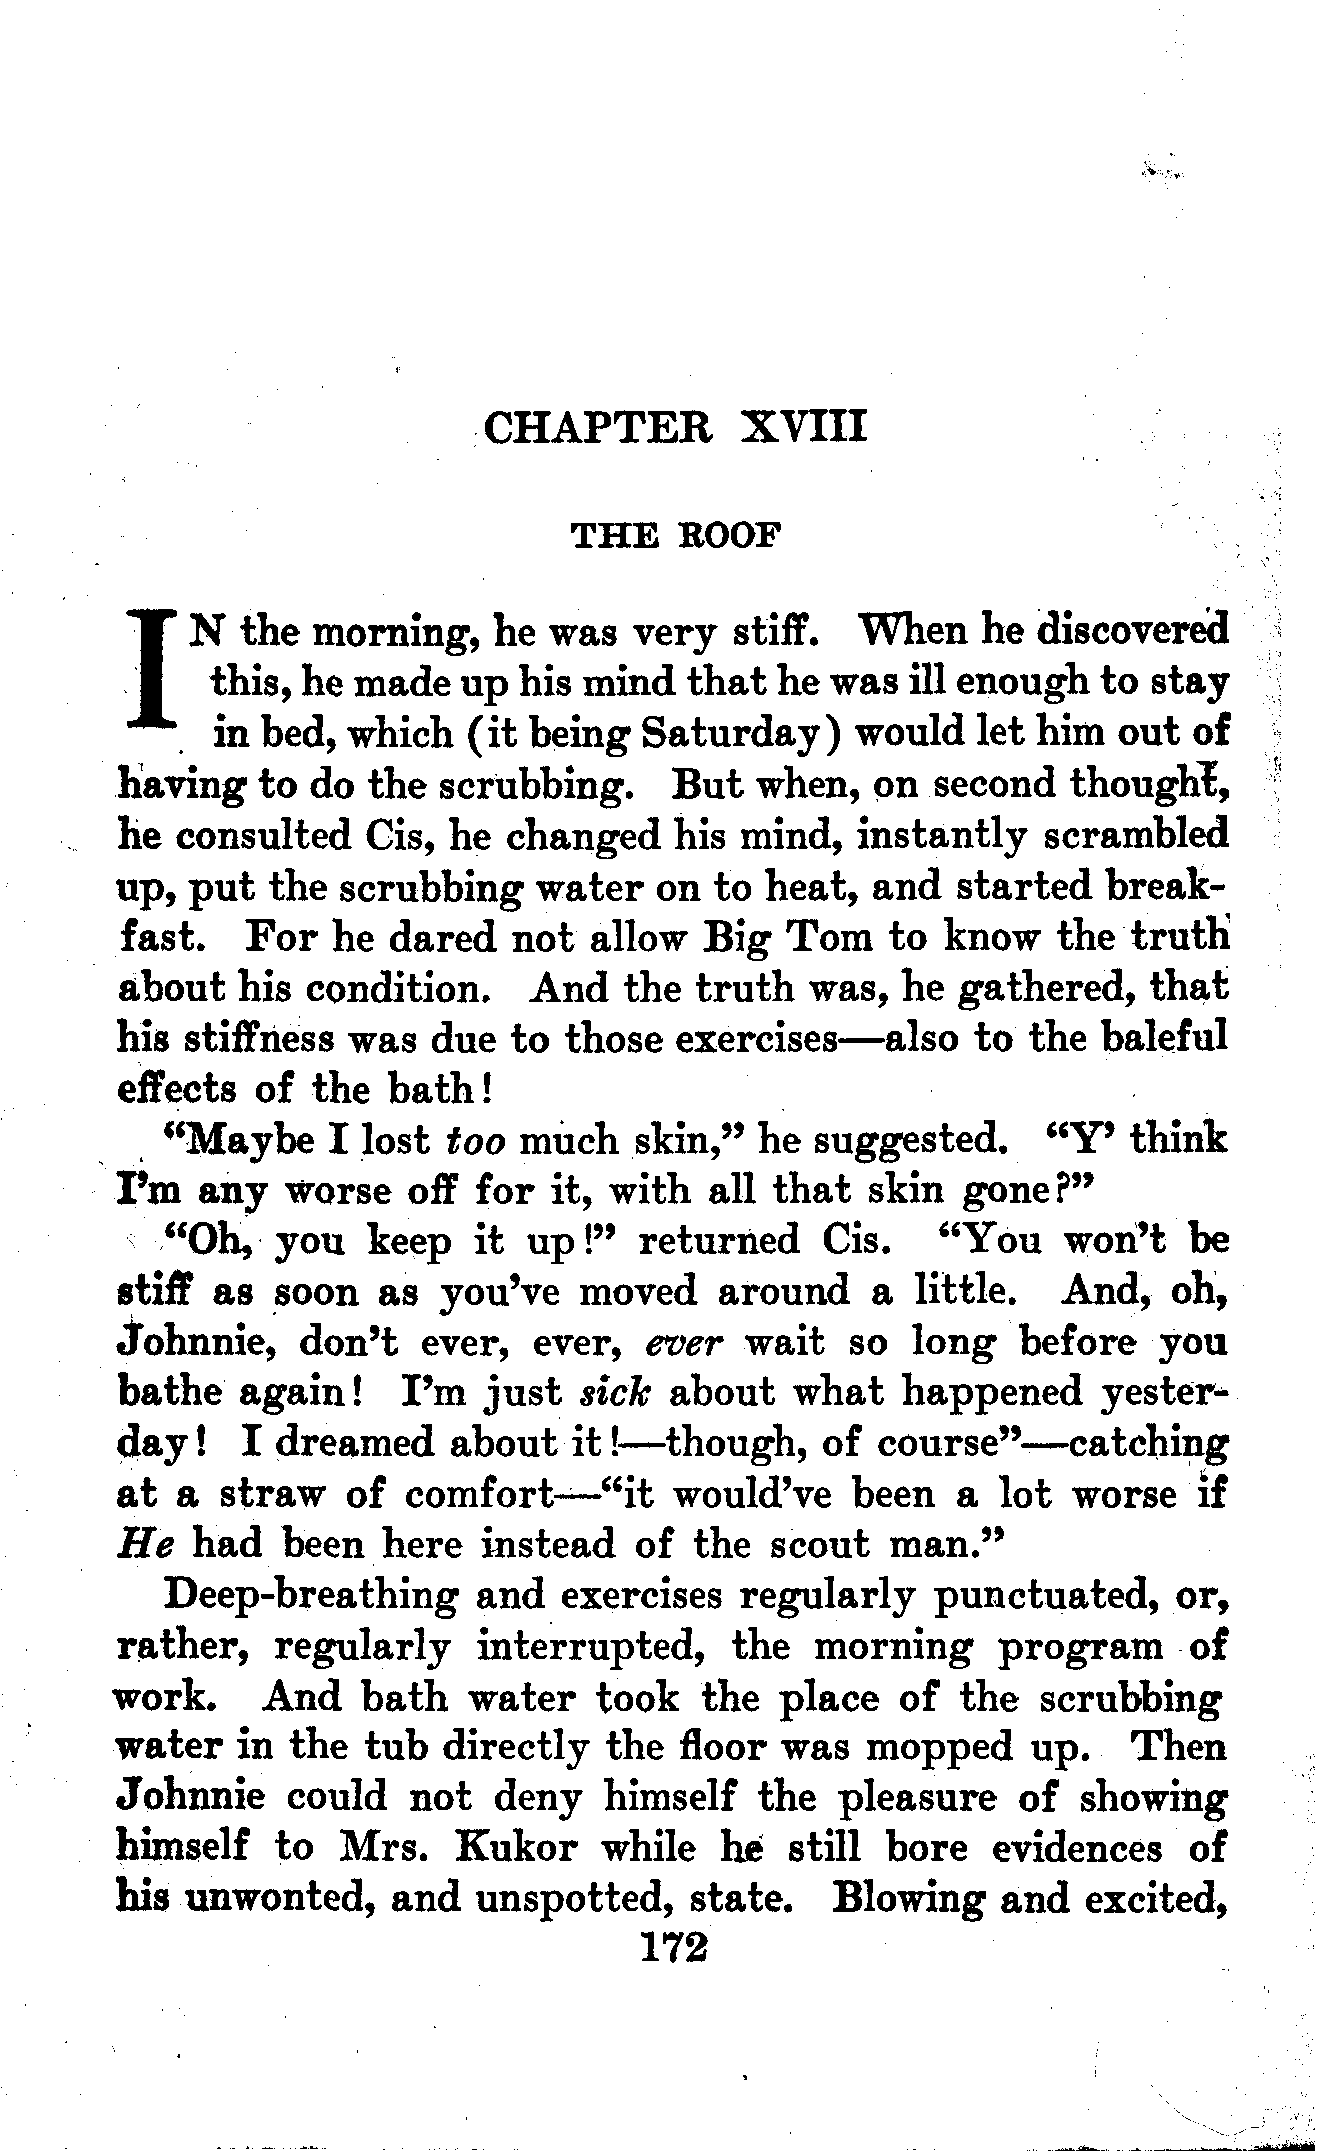 CHAPTER XVIII
THE ROOF
IN the morning, he was very stiff. When he discovered
this, he made up his mind that he was ill enough to stay
in bed, which (it being Saturday) would let him out of
having to do the scrubbing. But when, on second thought,
he consulted Cis, he changed his mind, instantly scrambled
up, put the scrubbing water on to heat, and started break-
fast. For he dared not allow Big Tom to know the truth
about his condition. And the truth was, he gathered, that
his stiffness was due to those exercises—also to the baleful
effects of the bath!
“Maybe I lost too much skin,” he suggested. “Y’ think
I’m any worse off for it, with all that skin gone?”
“Oh, you keep it up!” returned Cis. “You won’t be
stiff as soon as you’ve moved around a little. And, oh,
Johnnie, don’t ever, ever, ever wait so long before you
bathe again! I’m just sick about what happened yester-
day! I dreamed about it!—though, of course”—catching
at a straw of comfort—“it would’ve been a lot worse if
He had been here instead of the scout man.”
Deep-breathing and exercises regularly punctuated, or,
rather, regularly interrupted, the morning program of
work. And bath water took the place of the scrubbing
water in the tub directly the floor was mopped up. Then
Johnnie could not deny himself the pleasure of showing
himself to Mrs. Kukor while he still bore evidences of
his unwonted, and unspotted, state. Blowing and excited,
172